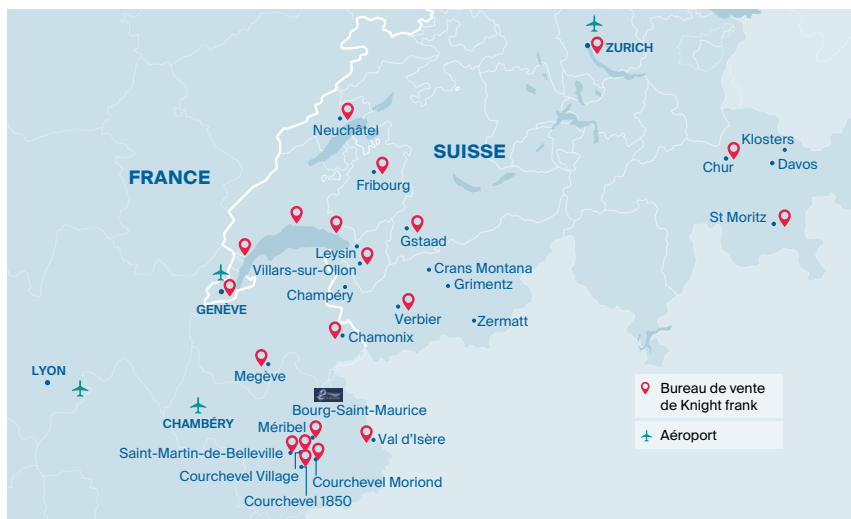 ZURICH
Neuchâtel
SUISSE
Klosters
Chur
Davos
FRANCE
Fribourg
St Moritz
Gstaad
Leysin
Villars-sur-Ollon
Crans Montana
Grimentz
Champéry
GENÈVE
Verbier
Zermatt
Chamonix
LYON
Megève
Bureau de vente
de Knight frank
Aéroport
CHAMBÉRY
Bourg-Saint-Maurice
Méribel
Val d'Isère
Saint-Martin-de-Belleville
Courchevel Village
Courchevel Moriond
Courchevel 1850